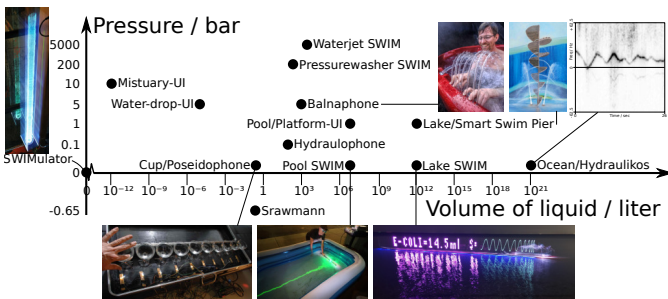 Pressure / bar
5000
Waterjet SWIM
200
Pressurewasher SWIM
10
Mistuary-UI
Water-drop-UI
5
Balnaphone
Pool/Platform-UI
1
Lake/Smart Swim Pier
0.1
Hydraulophone
SWIMulator
0
Cup/Poseidophone
Pool SWIM
Lake SWIM
Ocean/Hydraulikos
0 10⁻¹² 10⁻⁹ 10⁻⁶ 10⁻³ 1 10³ 10⁶ 10⁹ 10¹² 10¹⁵ 10¹⁸ 10²¹
-0.65
Srawmann
Volume of liquid / liter
Time / sec
E-COLI=14.5ml